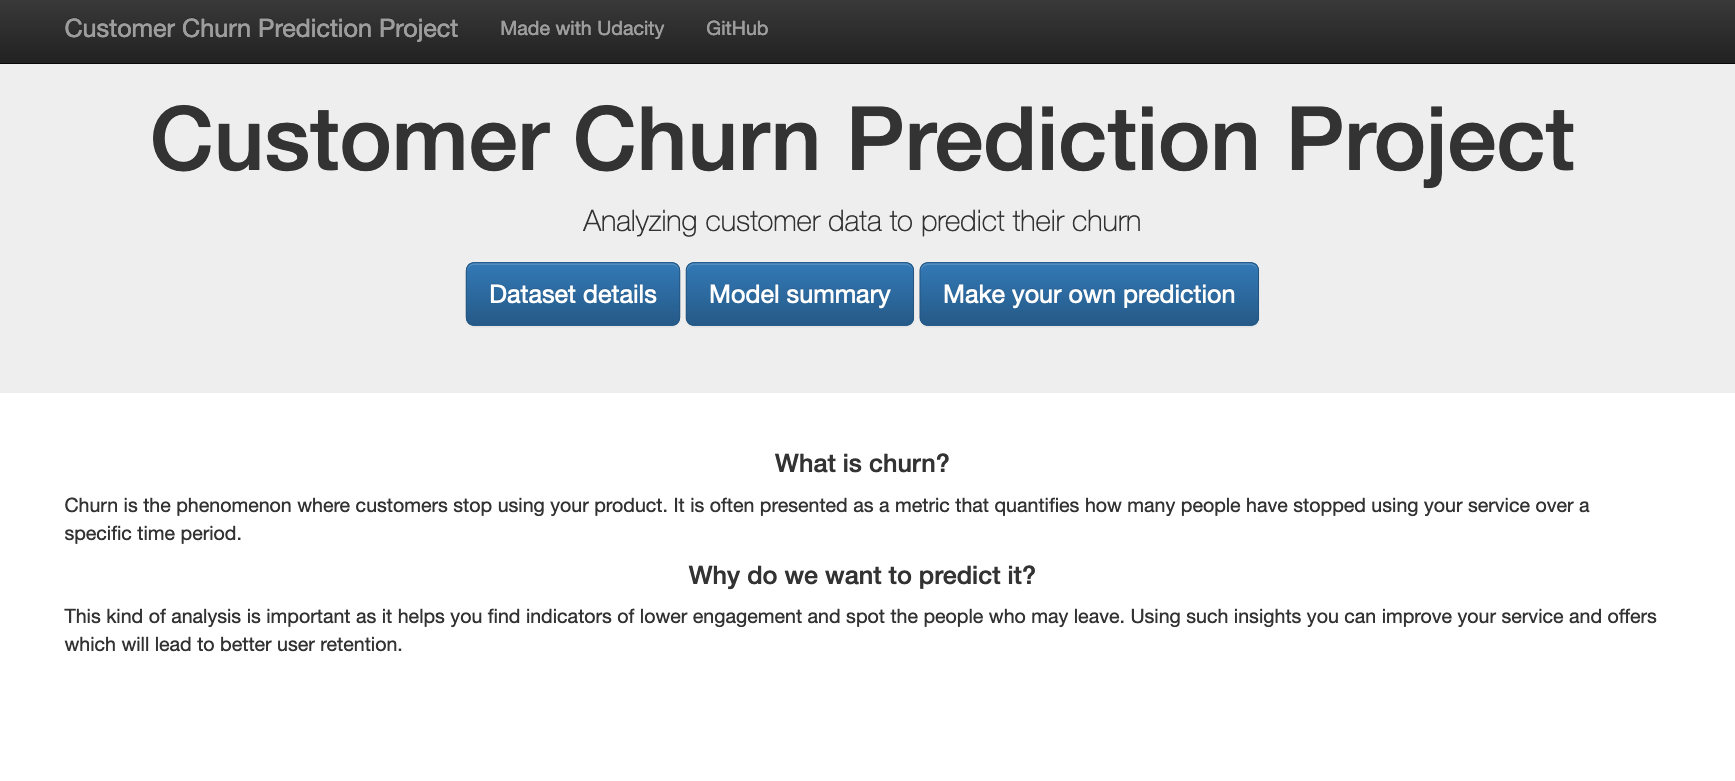 Customer Churn Prediction Project Made with Udacity GitHub
Customer Churn Prediction Project
Analyzing customer data to predict their churn
Dataset details Model summary Make your own prediction
What is churn?
Churn is the phenomenon where customers stop using your product. It is often presented as a metric that quantifies how many people have stopped using your service over a
specific time period.
Why do we want to predict it?
This kind of analysis is important as it helps you find indicators of lower engagement and spot the people who may leave. Using such insights you can improve your service and offers
which will lead to better user retention.